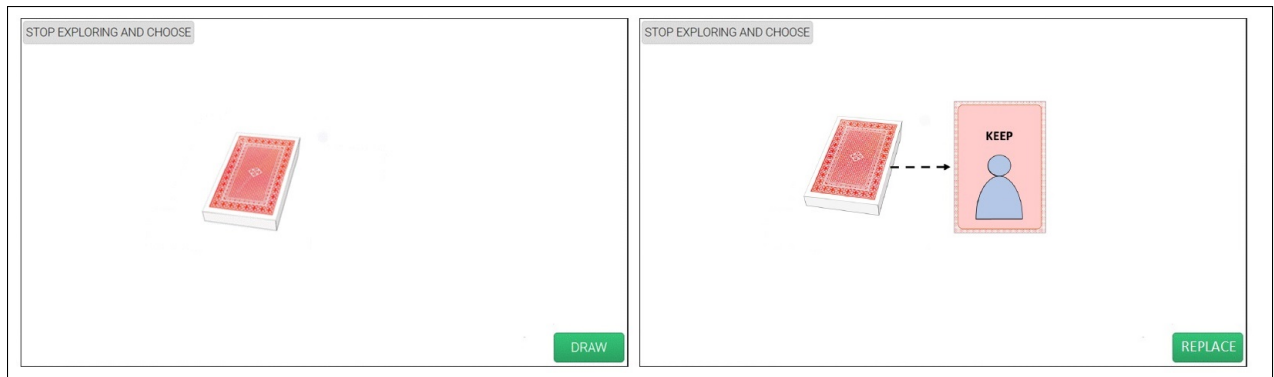 STOP EXPLORING AND CHOOSE
DRAW
STOP EXPLORING AND CHOOSE
KEEP
REPLACE